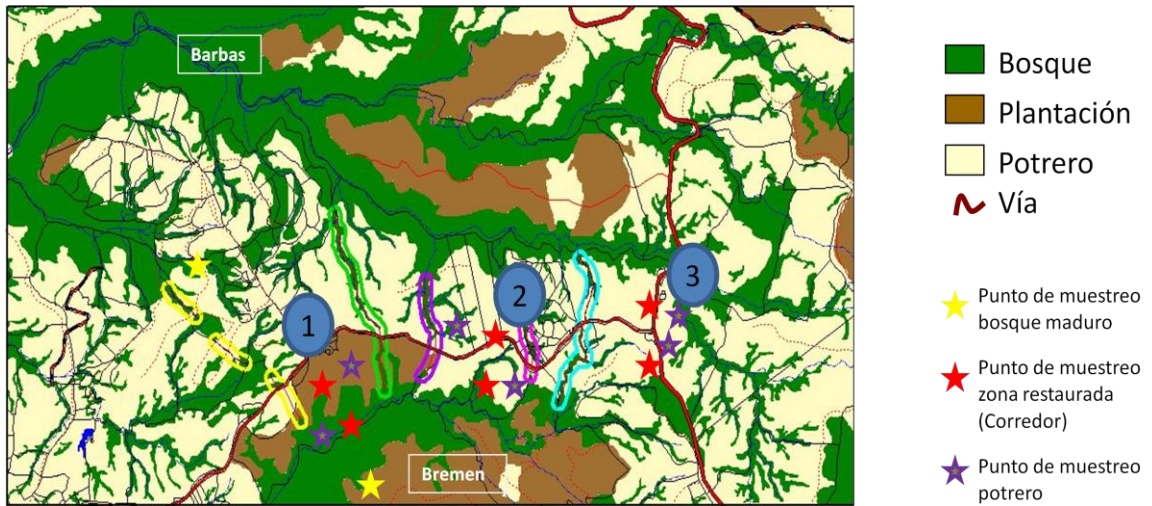 Barbas
1
2
3
Bremen
Bosque
Plantación
Potrero
Vía
Punto de muestreo
bosque maduro
Punto de muestreo
zona restaurada
(Corredor)
Punto de muestreo
potrero